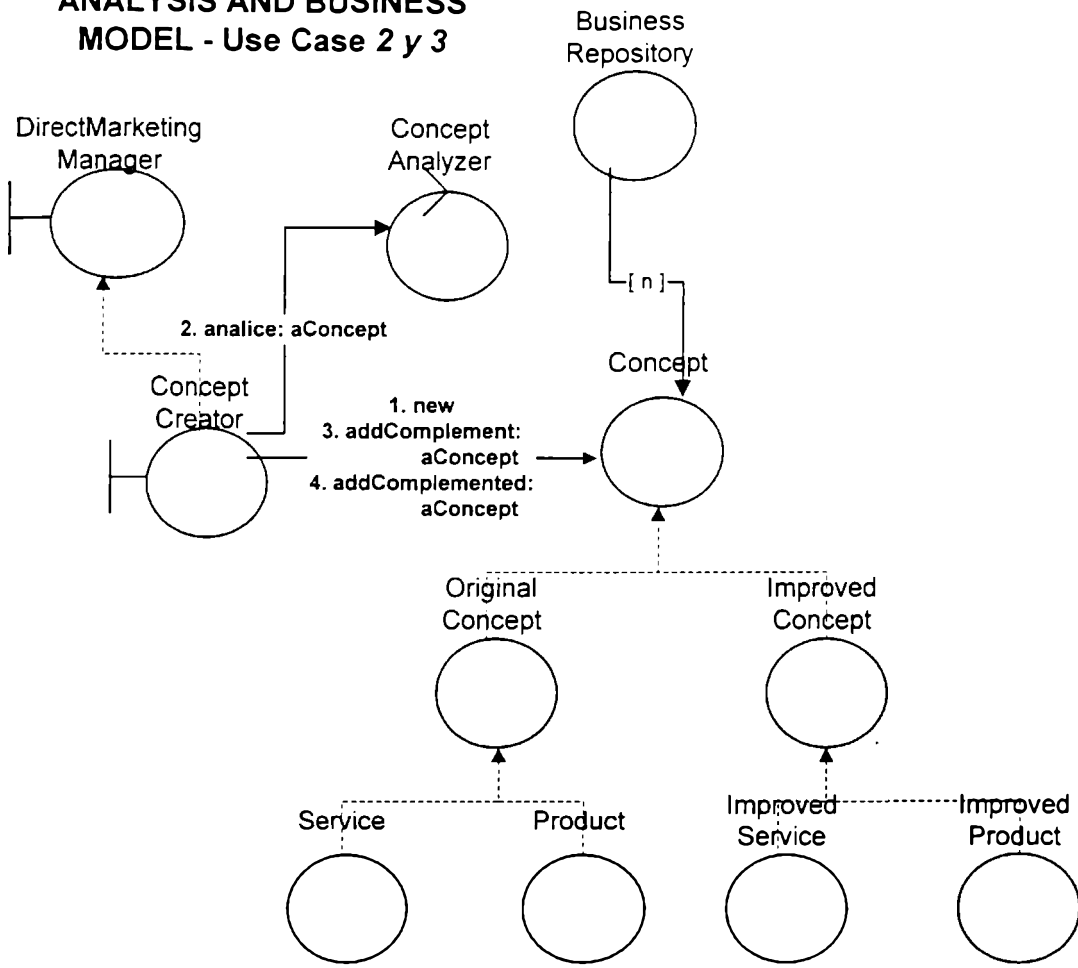 ANALYSIS AND BUSINESS
MODEL - Use Case 2 y 3
Business
Repository
DirectMarketing
Manager
Concept
Analyzer
[ n ]
2. analice: aConcept
Concept
Concept
Creator
1. new
3. addComplement:
aConcept
4. addComplemented:
aConcept
Original
Concept
Improved
Concept
Service
Product
Improved
Service
Improved
Product